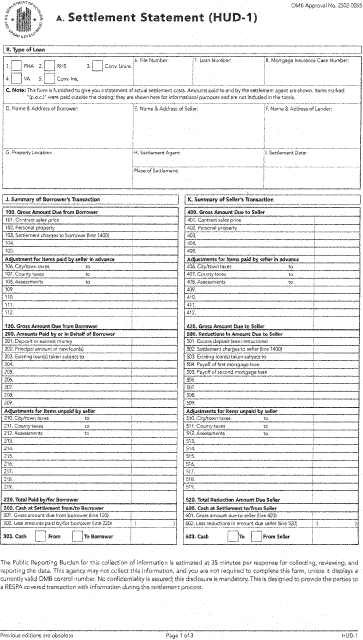 OMB Approval No. 2502-0265
A. Settlement Statement (HUD-1)
B. Type of Loan
1. FHA 2. RHS 3. Conv. Unins.
4. VA 5. Conv. Ins.
6. File Number:
7. Loan Number:
8. Mortgage Insurance Case Number:
C. Note: This form is furnished to give you a statement of actual settlement costs. Amounts paid to and by the settlement agent are shown. Items marked
"(p.o.c)" were paid outside the closing; they are shown here for informational purposes and are not included in the totals.
D. Name & Address of Borrower:
E. Name & Address of Seller:
F. Name & Address of Lender:
G. Property Location:
H. Settlement Agent:
I. Settlement Date:
Place of Settlement:
J. Summary of Borrower's Transaction
100. Gross Amount Due from Borrower
101. Contract sales price
102. Personal property
103. Settlement charges to borrower (line 1400)
104.
105.
Adjustment for items paid by seller in advance
106. City/town taxes to
107. County taxes to
108. Assessments to
109.
110.
111.
112.
120. Gross Amount Due from Borrower
200. Amounts Paid by or in Behalf of Borrower
201. Deposit or earnest money
202. Principal amount of new loan(s)
203. Existing loan(s) taken subject to
204.
205.
206.
207.
208.
209.
Adjustments for items unpaid by seller
210. City/town taxes to
211. County taxes to
212. Assessments to
213.
214.
215.
216.
217.
218.
219.
220. Total Paid by/for Borrower
300. Cash at Settlement from/to Borrower
301. Gross amount due from borrower (line 120)
302. Less amounts paid by/for borrower (line 220) (
303. Cash From To Borrower
K. Summary of Seller's Transaction
400. Gross Amount Due to Seller
401. Contract sales price
402. Personal property
403.
404.
405.
Adjustments for items paid by seller in advance
406. City/town taxes to
407. County taxes to
408. Assessments to
409.
410.
411.
412.
420. Gross Amount Due to Seller
500. Reductions In Amount Due to Seller
501. Excess deposit (see instructions)
502. Settlement charges to seller (line 1400)
503. Existing loan(s) taken subject to
504. Payoff of first mortgage loan
505. Payoff of second mortgage loan
506.
507.
508.
509.
Adjustments for items unpaid by seller
510. City/town taxes to
511. County taxes to
512. Assessments to
513.
514.
515.
516.
517.
518.
519.
520. Total Reduction Amount Due Seller
600. Cash at Settlement to/from Seller
601. Gross amount due to seller (line 420)
602. Less reductions in amount due seller (line 520) (
603. Cash To From Seller
The Public Reporting Burden for this collection of information is estimated at 35 minutes per response for collecting, reviewing, and
reporting the data. This agency may not collect this information, and you are not required to complete this form, unless it displays a
currently valid OMB control number. No confidentiality is assured; this disclosure is mandatory. This is designed to provide the parties to
a RESPA covered transaction with information during the settlement process.
Previous editions are obsolete
Page 1 of 3
HUD-1